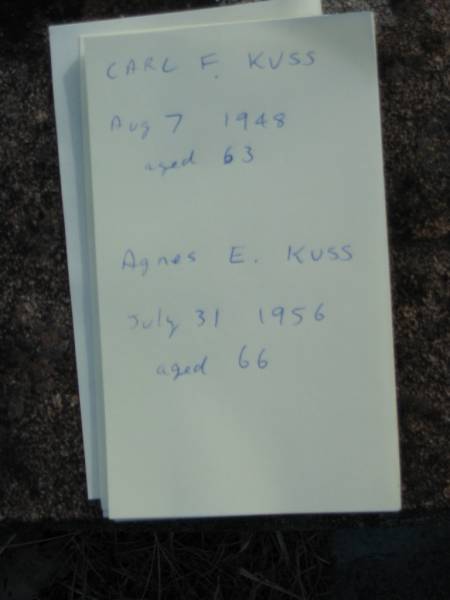 CARL F. KUSS
Aug 7 1948
aged 63
Agnes E. KUSS
July 31 1956
aged 66